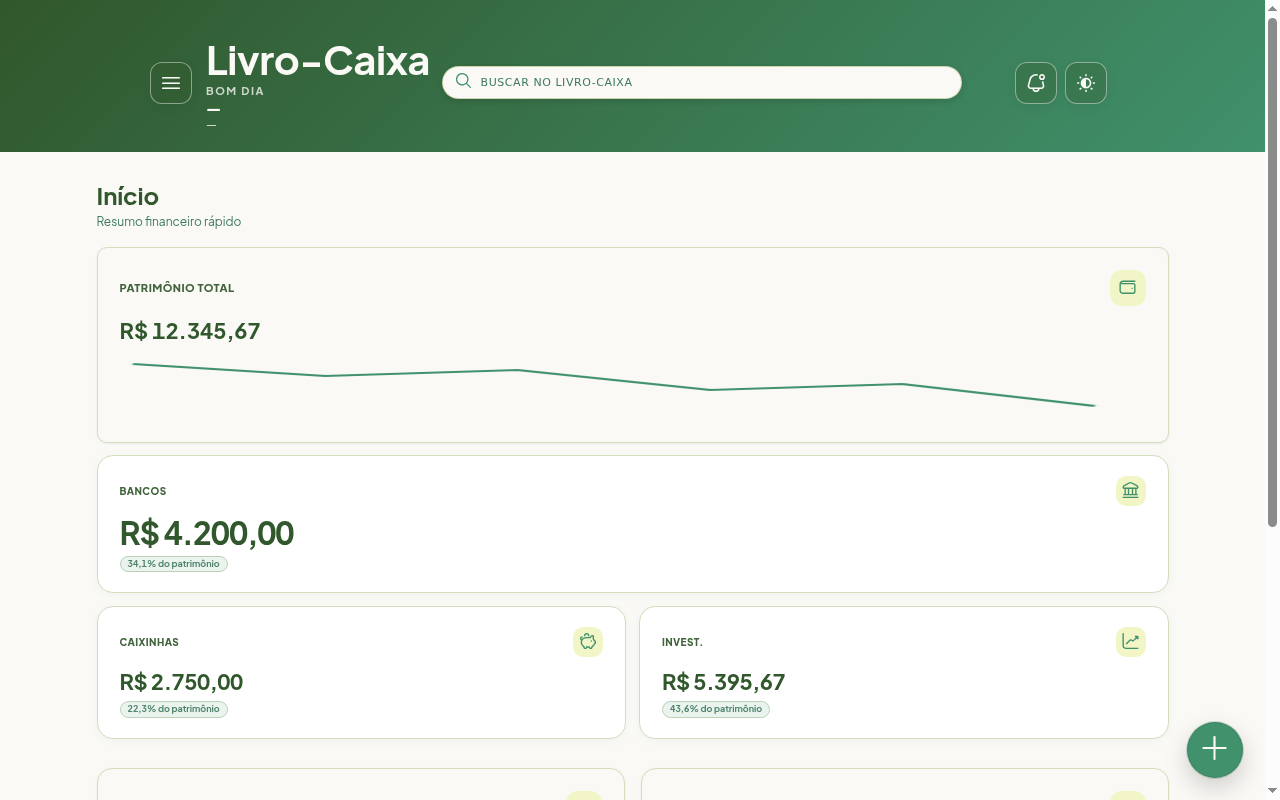 Livro-Caixa
BOM DIA
—
—
BUSCAR NO LIVRO-CAIXA
Início
Resumo financeiro rápido
PATRIMÔNIO TOTAL
R$ 12.345,67
BANCOS
R$ 4.200,00
34,1% do patrimônio
CAIXINHAS
R$ 2.750,00
22,3% do patrimônio
INVEST.
R$ 5.395,67
43,6% do patrimônio